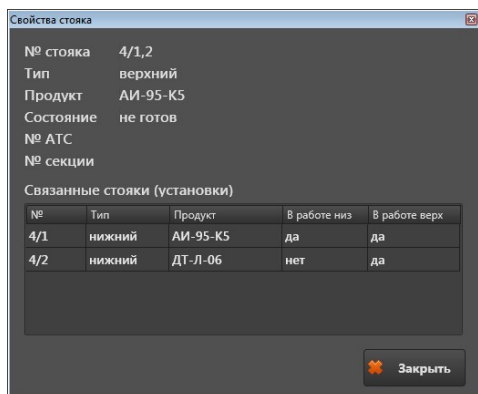 Свойства стояка
№ стояка 4/1,2
Тип верхний
Продукт АИ-95-К5
Состояние не готов
№ АТС
№ секции
Связанные стояки (установки)
№ Тип Продукт В работе низ В работе верх
4/1 нижний АИ-95-К5 да да
4/2 нижний ДТ-Л-06 нет да
Закрыть